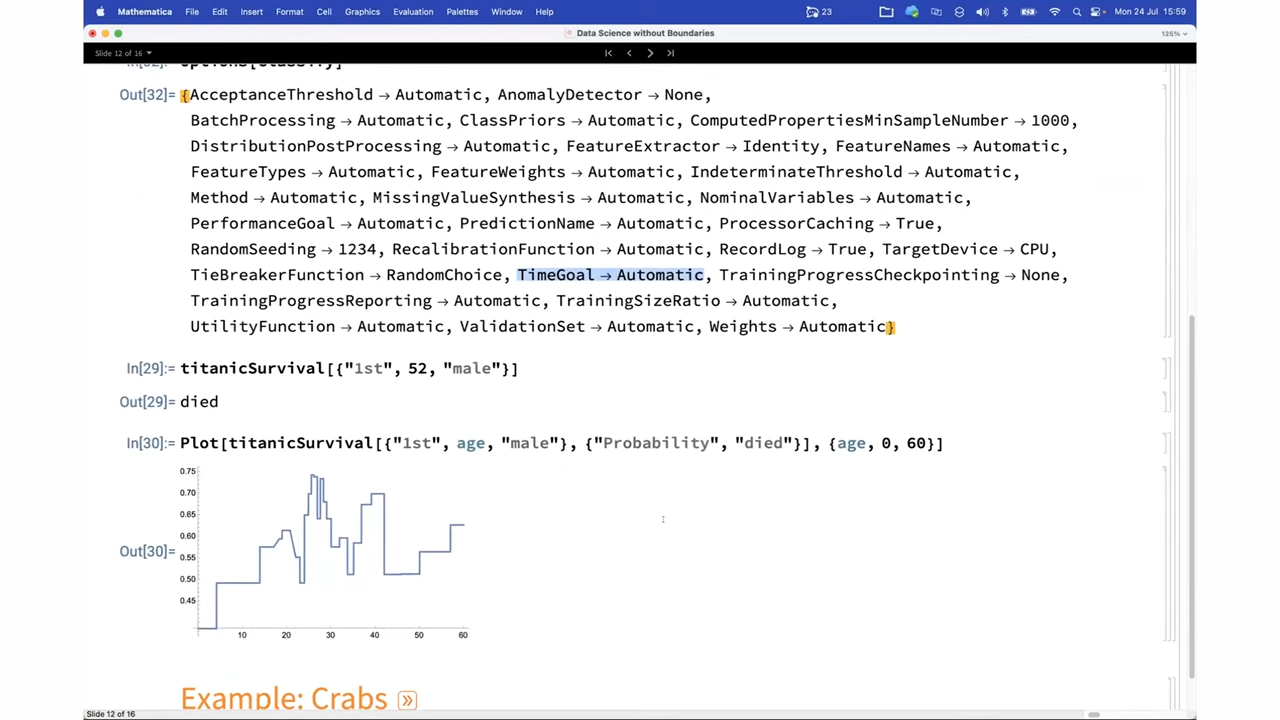 Mathematica File Edit Insert Format Cell Graphics Evaluation Palettes Window Help 23 Mon 24 Jul 15:59
Data Science without Boundaries 125%
Slide 12 of 16
Out[32]= {AcceptanceThreshold → Automatic, AnomalyDetector → None,
BatchProcessing → Automatic, ClassPriors → Automatic, ComputedPropertiesMinSampleNumber → 1000,
DistributionPostProcessing → Automatic, FeatureExtractor → Identity, FeatureNames → Automatic,
FeatureTypes → Automatic, FeatureWeights → Automatic, IndeterminateThreshold → Automatic,
Method → Automatic, MissingValueSynthesis → Automatic, NominalVariables → Automatic,
PerformanceGoal → Automatic, PredictionName → Automatic, ProcessorCaching → True,
RandomSeeding → 1234, RecalibrationFunction → Automatic, RecordLog → True, TargetDevice → CPU,
TieBreakerFunction → RandomChoice, TimeGoal → Automatic, TrainingProgressCheckpointing → None,
TrainingProgressReporting → Automatic, TrainingSizeRatio → Automatic,
UtilityFunction → Automatic, ValidationSet → Automatic, Weights → Automatic}
In[29]:= titanicSurvival[{"1st", 52, "male"}]
Out[29]= died
In[30]:= Plot[titanicSurvival[{"1st", age, "male"}, {"Probability", "died"}], {age, 0, 60}]
0.75
0.70
0.65
0.60
Out[30]=
0.55
0.50
0.45
10 20 30 40 50 60
Example: Crabs »
Slide 12 of 16